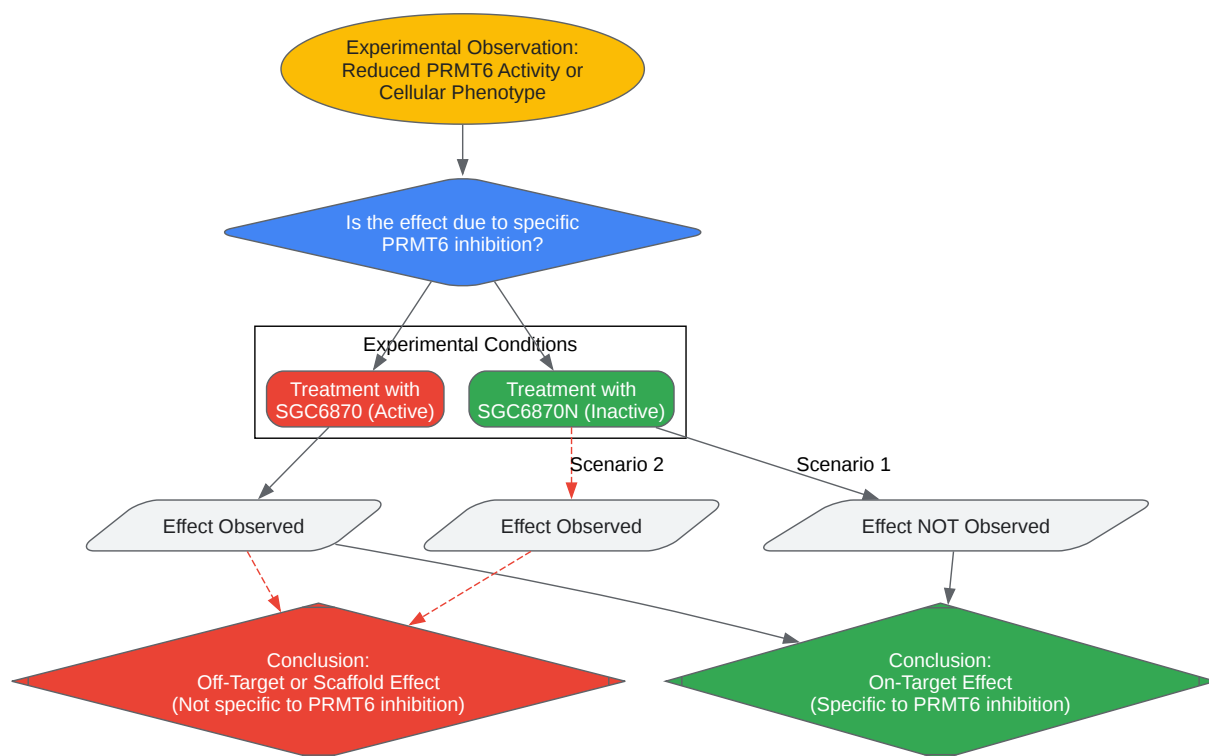 Experimental Observation:
Reduced PRMT6 Activity or
Cellular Phenotype
Is the effect due to specific
PRMT6 inhibition?
Experimental Conditions
Treatment with
SGC6870 (Active)
Treatment with
SGC6870N (Inactive)
Scenario 2
Scenario 1
Effect Observed
Effect Observed
Effect NOT Observed
Conclusion:
Off-Target or Scaffold Effect
(Not specific to PRMT6 inhibition)
Conclusion:
On-Target Effect
(Specific to PRMT6 inhibition)